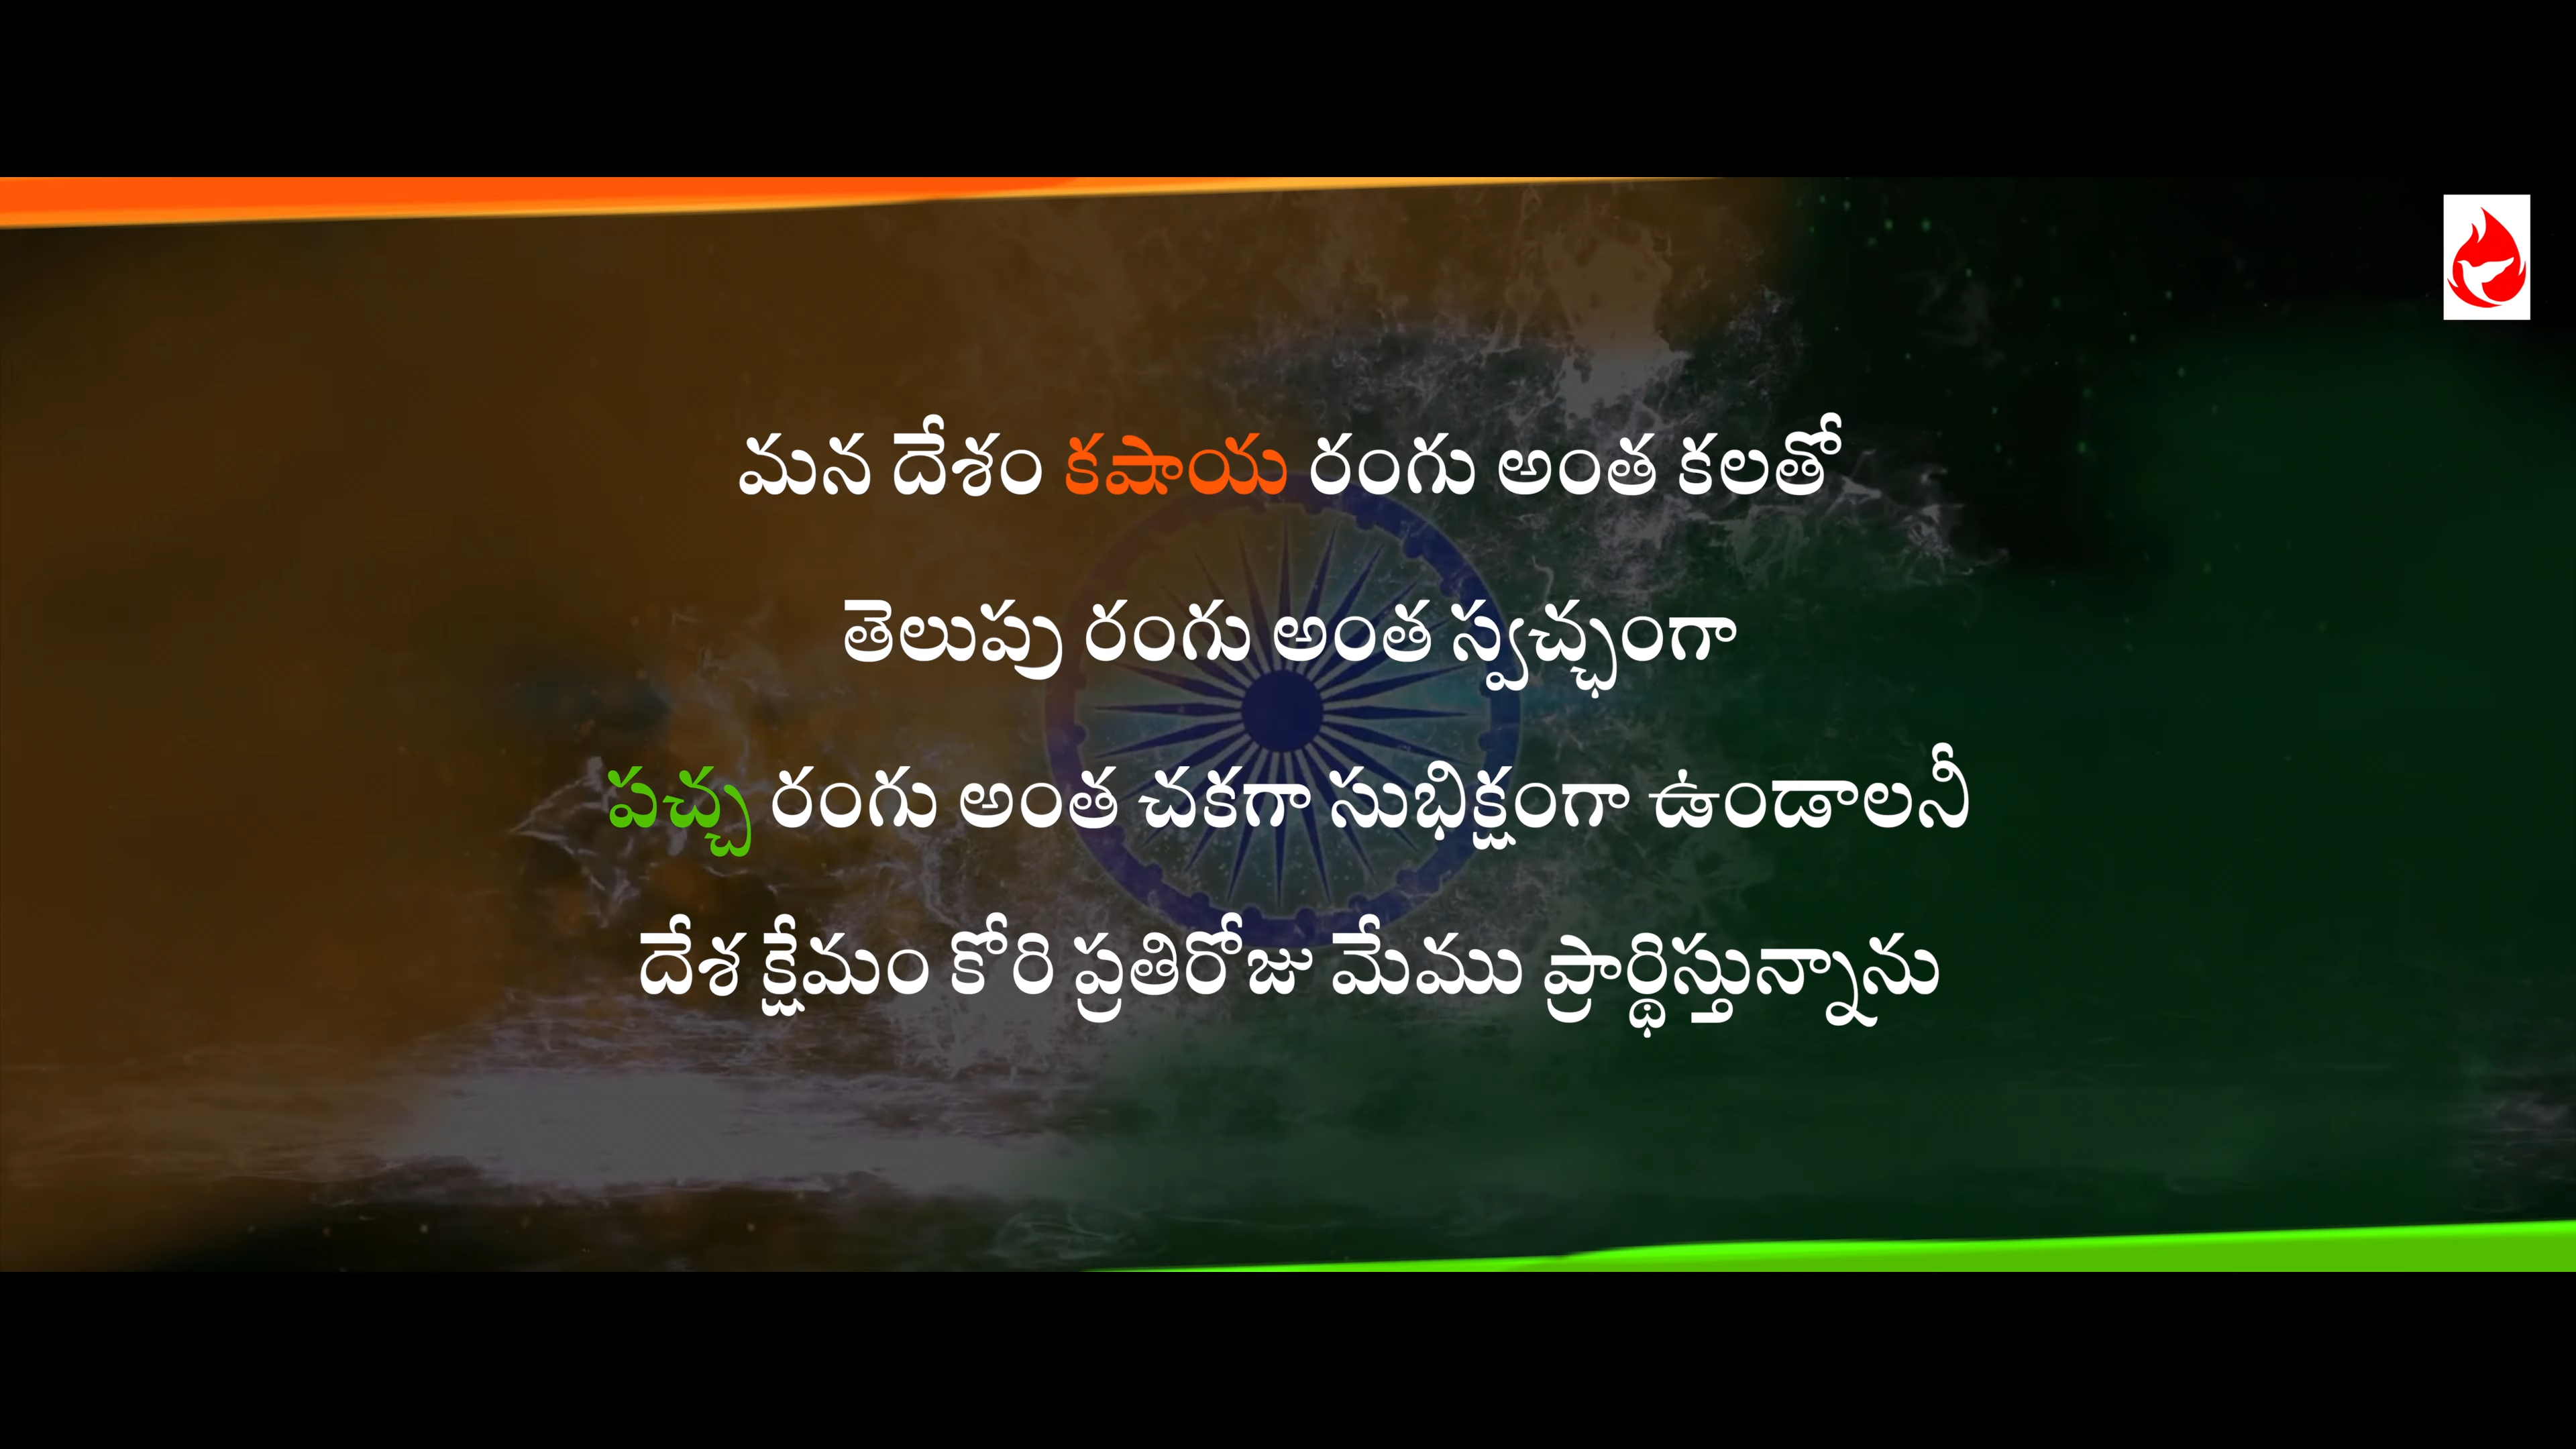 మన దేశం కషాయ రంగు అంత కలతో
తెలుపు రంగు అంత స్వచ్ఛంగా
పచ్చ రంగు అంత చకగా సుభిక్షంగా ఉండాలనీ
దేశ క్షేమం కోరి ప్రతిరోజు మేము ప్రార్థిస్తున్నాను